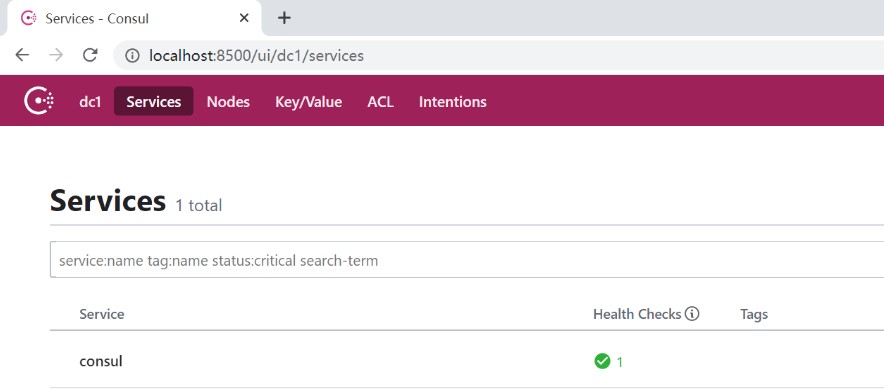 Services - Consul
localhost:8500/ui/dc1/services
dc1 Services Nodes Key/Value ACL Intentions
Services 1 total
service:name tag:name status:critical search-term
Service Health Checks Tags
consul 1